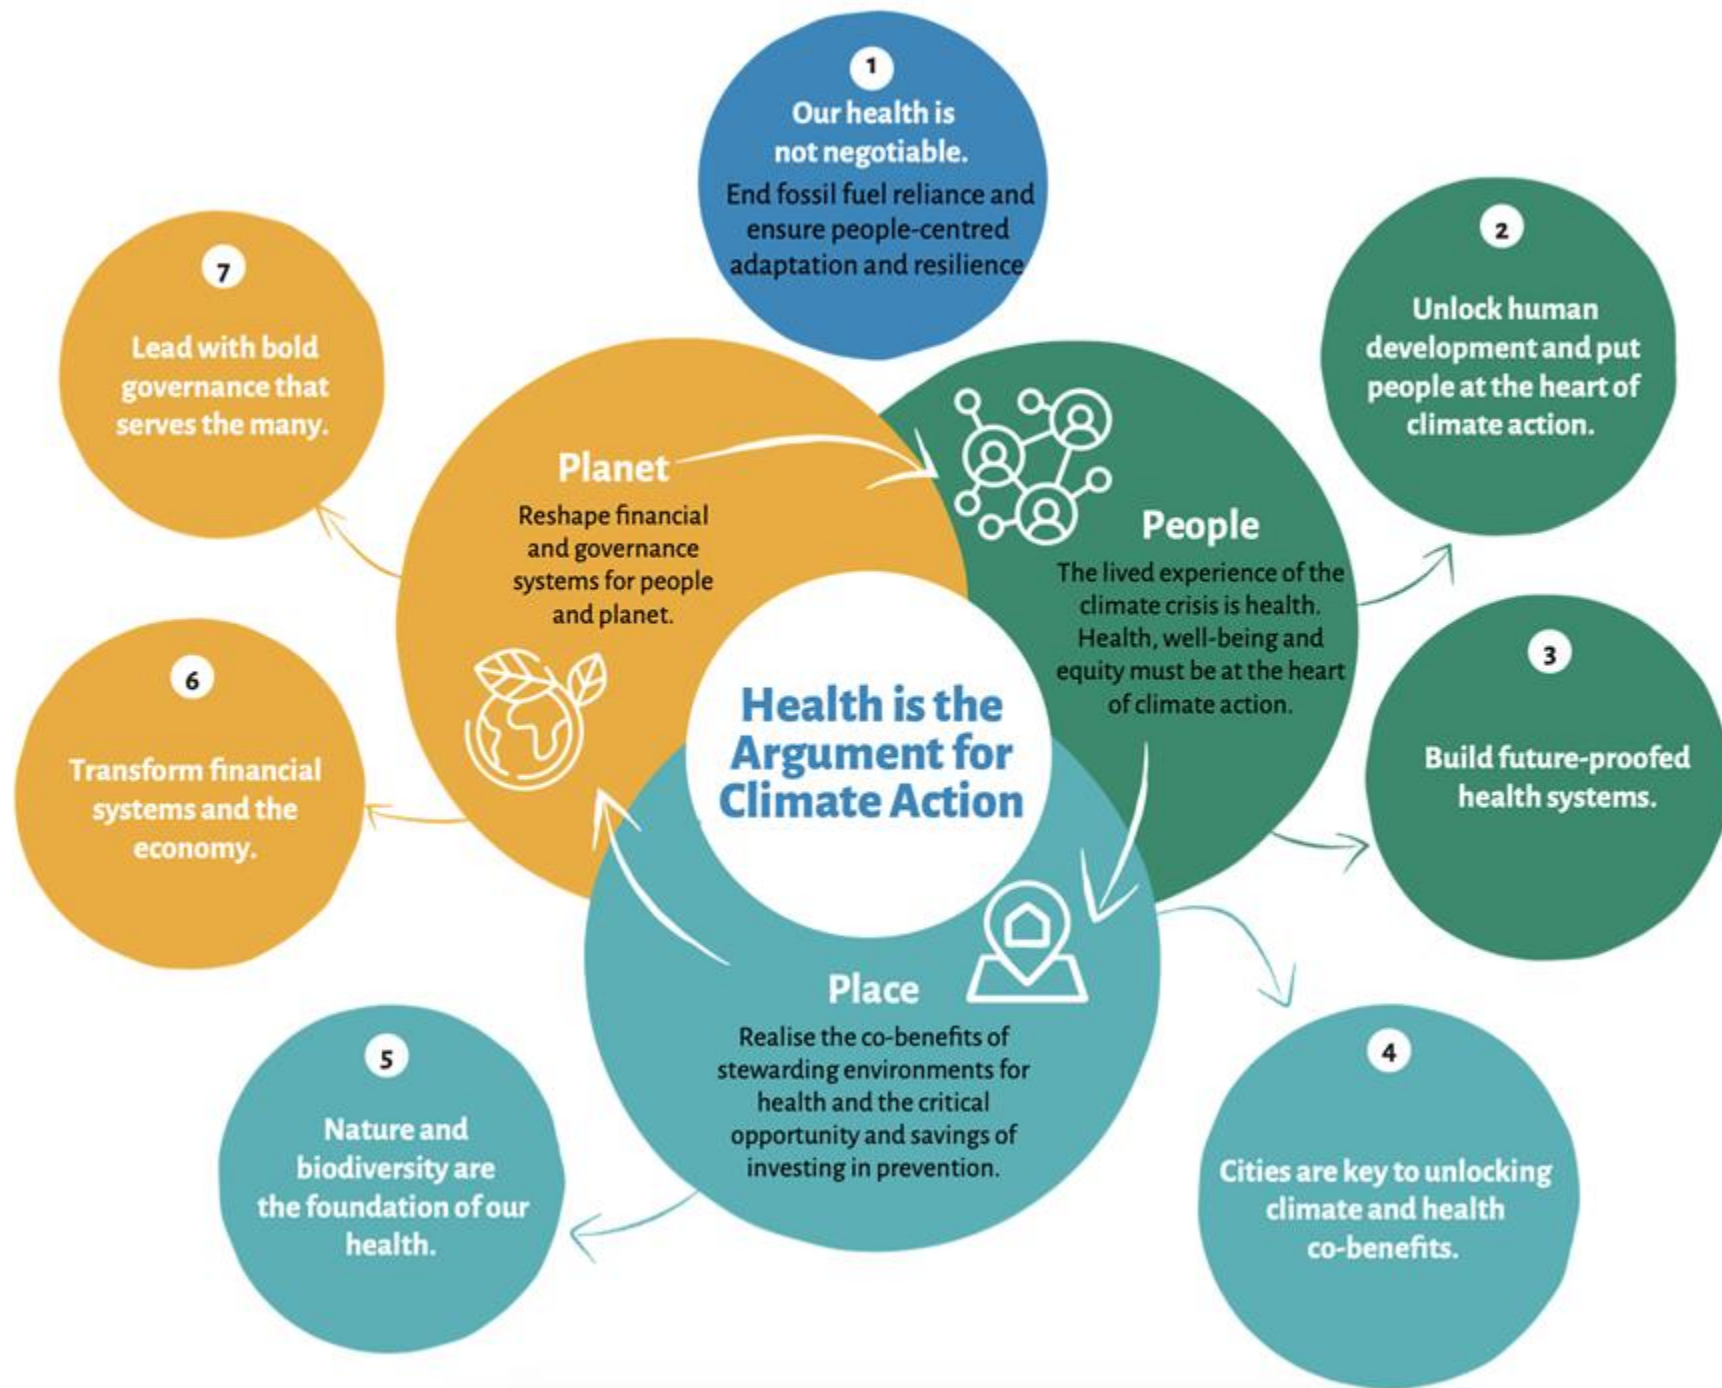 1
Our health is
not negotiable.
End fossil fuel reliance and
ensure people-centred
adaptation and resilience
2
Unlock human
development and put
people at the heart of
climate action.
3
Build future-proofed
health systems.
4
Cities are key to unlocking
climate and health
co-benefits.
5
Nature and
biodiversity are
the foundation of our
health.
6
Transform financial
systems and the
economy.
7
Lead with bold
governance that
serves the many.
Planet
Reshape financial
and governance
systems for people
and planet.
People
The lived experience of the
climate crisis is health.
Health, well-being and
equity must be at the heart
of climate action.
Health is the
Argument for
Climate Action
Place
Realise the co-benefits of
stewarding environments for
health and the critical
opportunity and savings of
investing in prevention.